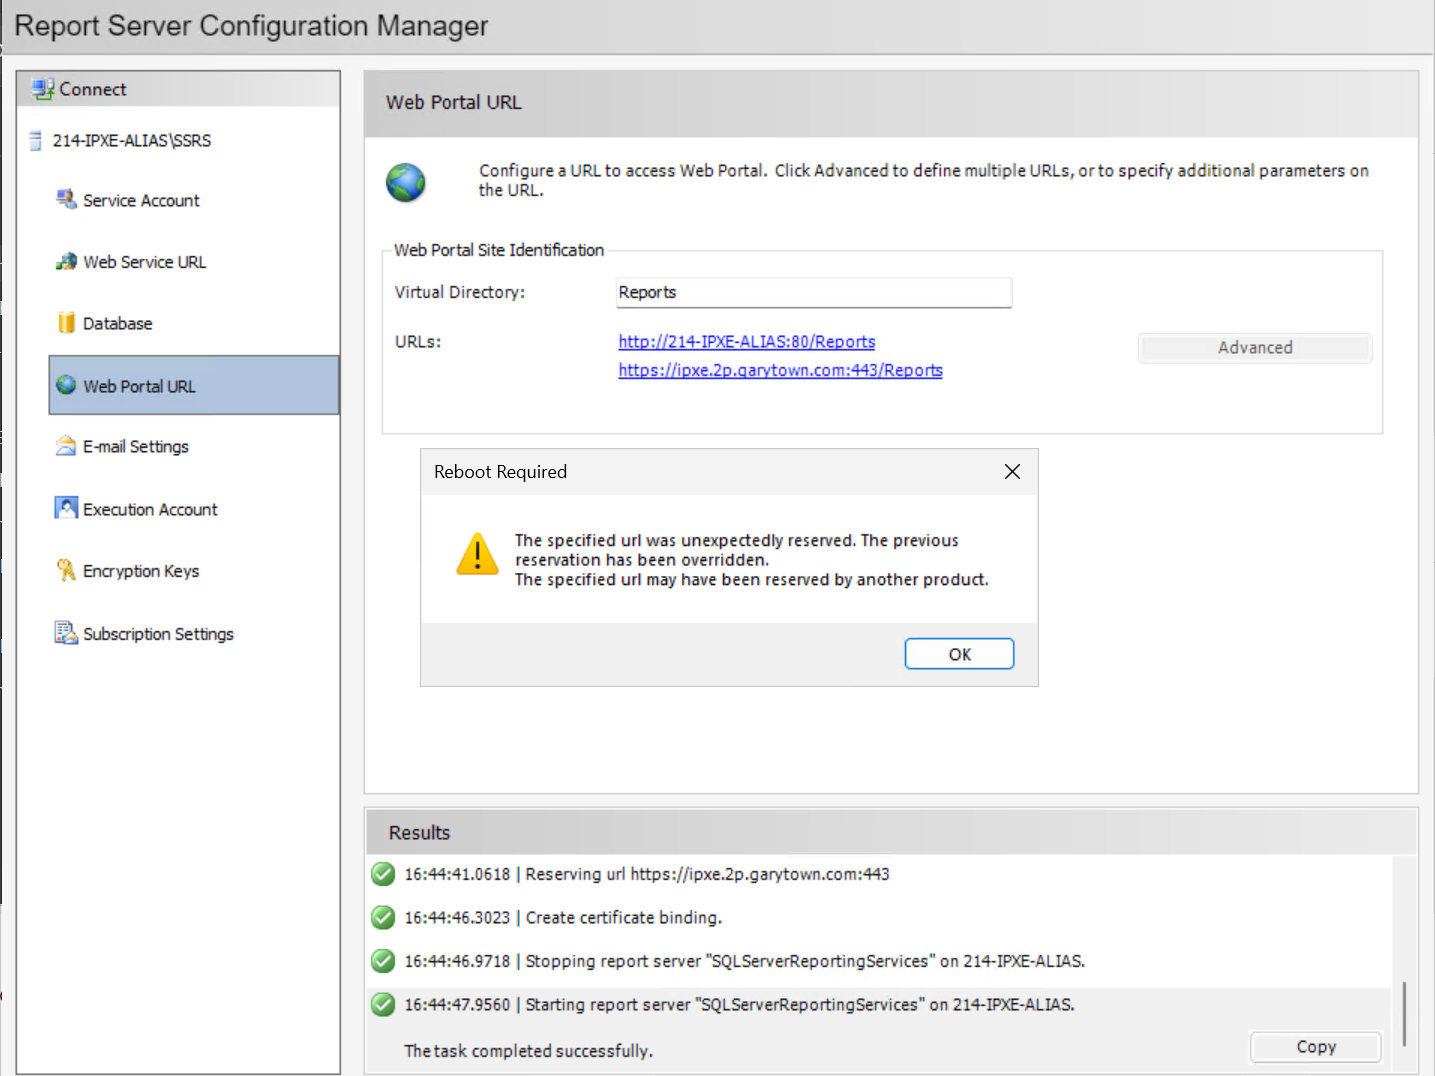 Report Server Configuration Manager
Connect
214-IPXE-ALIAS\SSRS
Service Account
Web Service URL
Database
Web Portal URL
E-mail Settings
Execution Account
Encryption Keys
Subscription Settings
Web Portal URL
Configure a URL to access Web Portal. Click Advanced to define multiple URLs, or to specify additional parameters on
the URL.
Web Portal Site Identification
Virtual Directory:
Reports
URLs:
http://214-IPXE-ALIAS:80/Reports
https://ipxe.2p.garytown.com:443/Reports
Advanced
Reboot Required
The specified url was unexpectedly reserved. The previous
reservation has been overridden.
The specified url may have been reserved by another product.
OK
Results
16:44:41.0618 | Reserving url https://ipxe.2p.garytown.com:443
16:44:46.3023 | Create certificate binding.
16:44:46.9718 | Stopping report server "SQLServerReportingServices" on 214-IPXE-ALIAS.
16:44:47.9560 | Starting report server "SQLServerReportingServices" on 214-IPXE-ALIAS.
The task completed successfully.
Copy